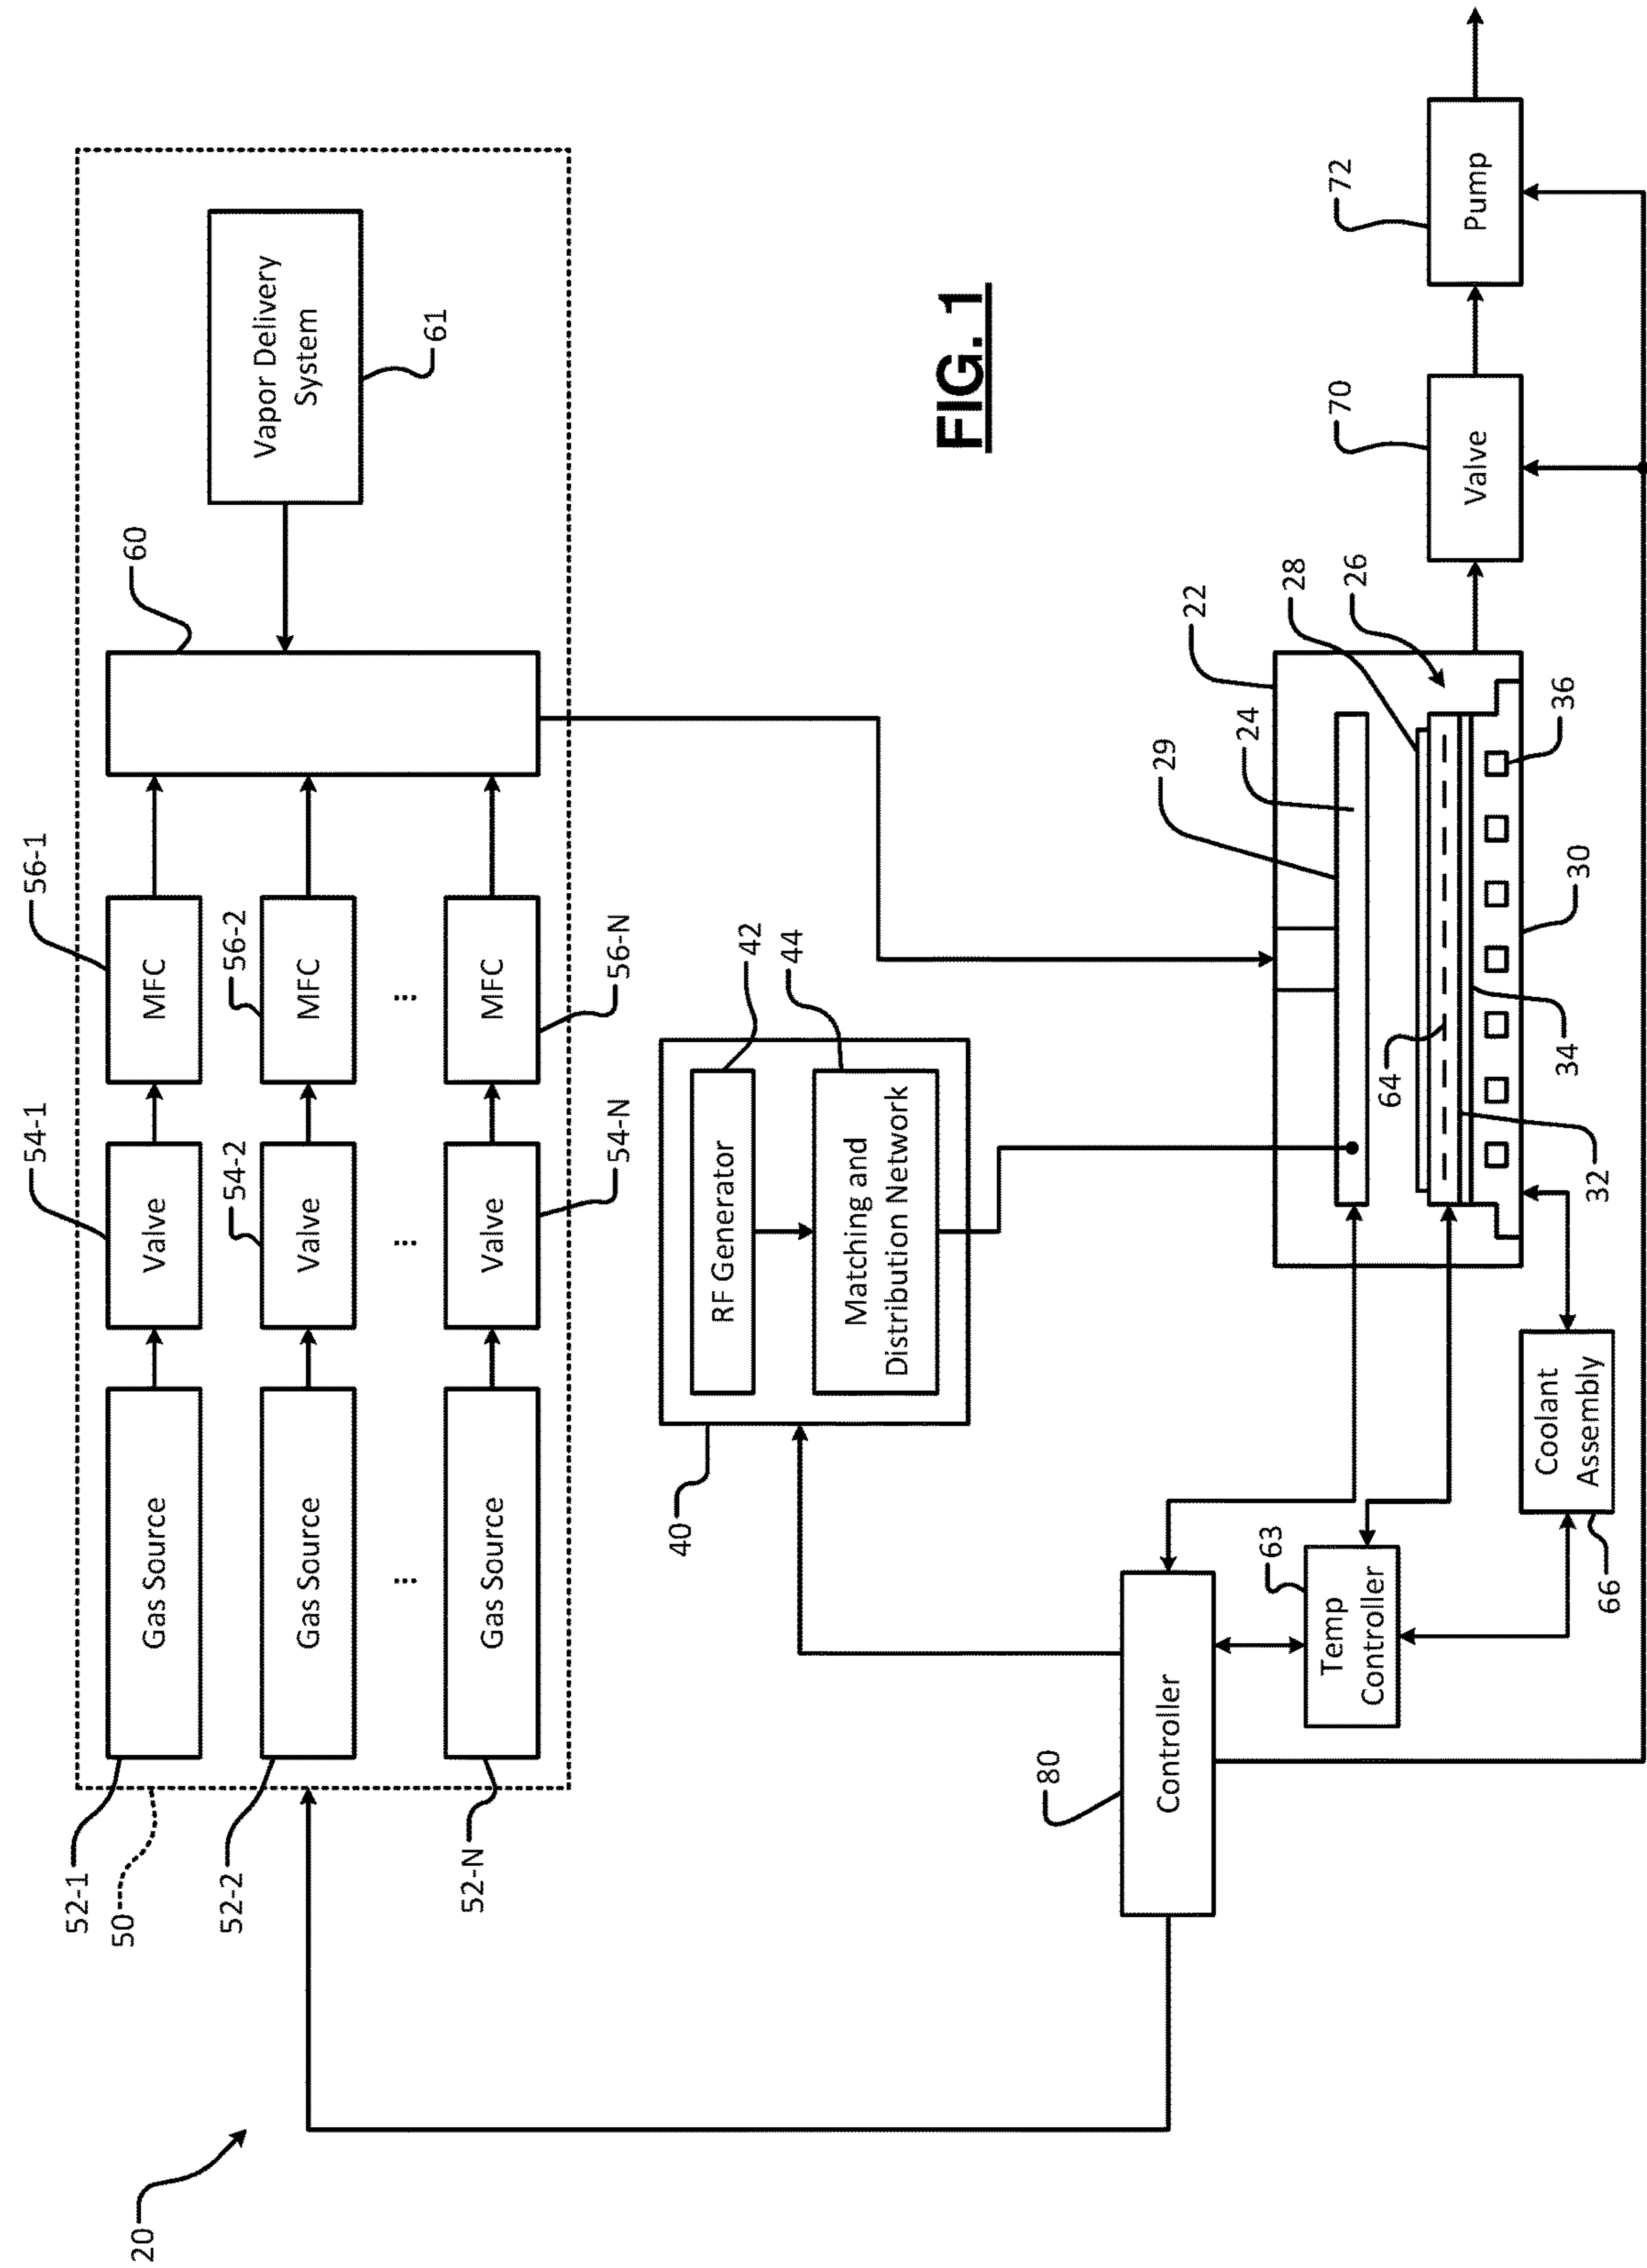 20
50
52-1
Gas Source
54-1
Valve
56-1
MFC
60
Vapor Delivery
System
61
52-2
Gas Source
54-2
Valve
56-2
MFC
...
...
...
52-N
Gas Source
54-N
Valve
56-N
MFC
40
RF Generator
42
Matching and
Distribution Network
44
FIG. 1
80
Controller
63
Temp
Controller
66
Coolant
Assembly
22
29
24
28
26
64
32
34
30
36
70
Valve
72
Pump